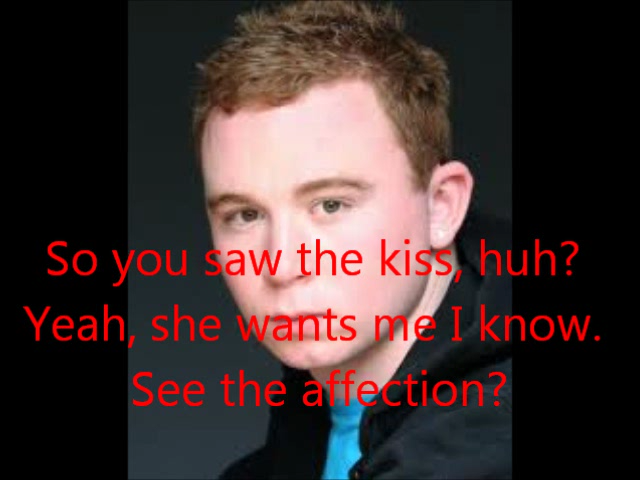 So you saw the kiss, huh?
Yeah, she wants me I know.
See the affection?